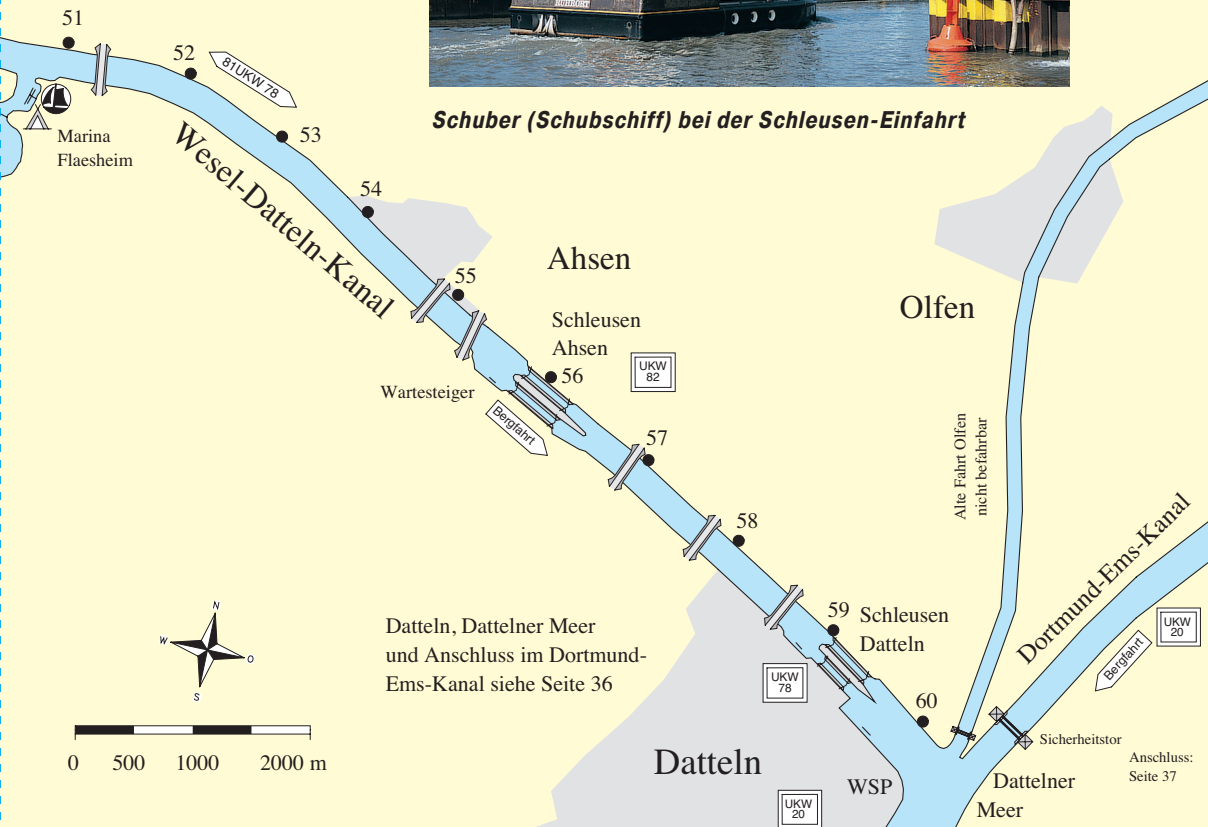 RUHRORT
Schuber (Schubschiff) bei der Schleusen-Einfahrt
51
52
81UKW 78
53
Marina
Flaesheim
Wesel-Datteln-Kanal
54
55
Ahsen
Olfen
Schleusen
Ahsen
56
UKW
82
Wartesteiger
Bergfahrt
57
Alte Fahrt Olfen
nicht befahrbar
58
Dortmund-Ems-Kanal
59
Schleusen
Datteln
UKW
20
Bergfahrt
N
W
O
S
Datteln, Dattelner Meer
und Anschluss im Dortmund-
Ems-Kanal siehe Seite 36
UKW
78
60
Sicherheitstor
Anschluss:
Seite 37
0 500 1000 2000 m
Datteln
WSP
Dattelner
Meer
UKW
20